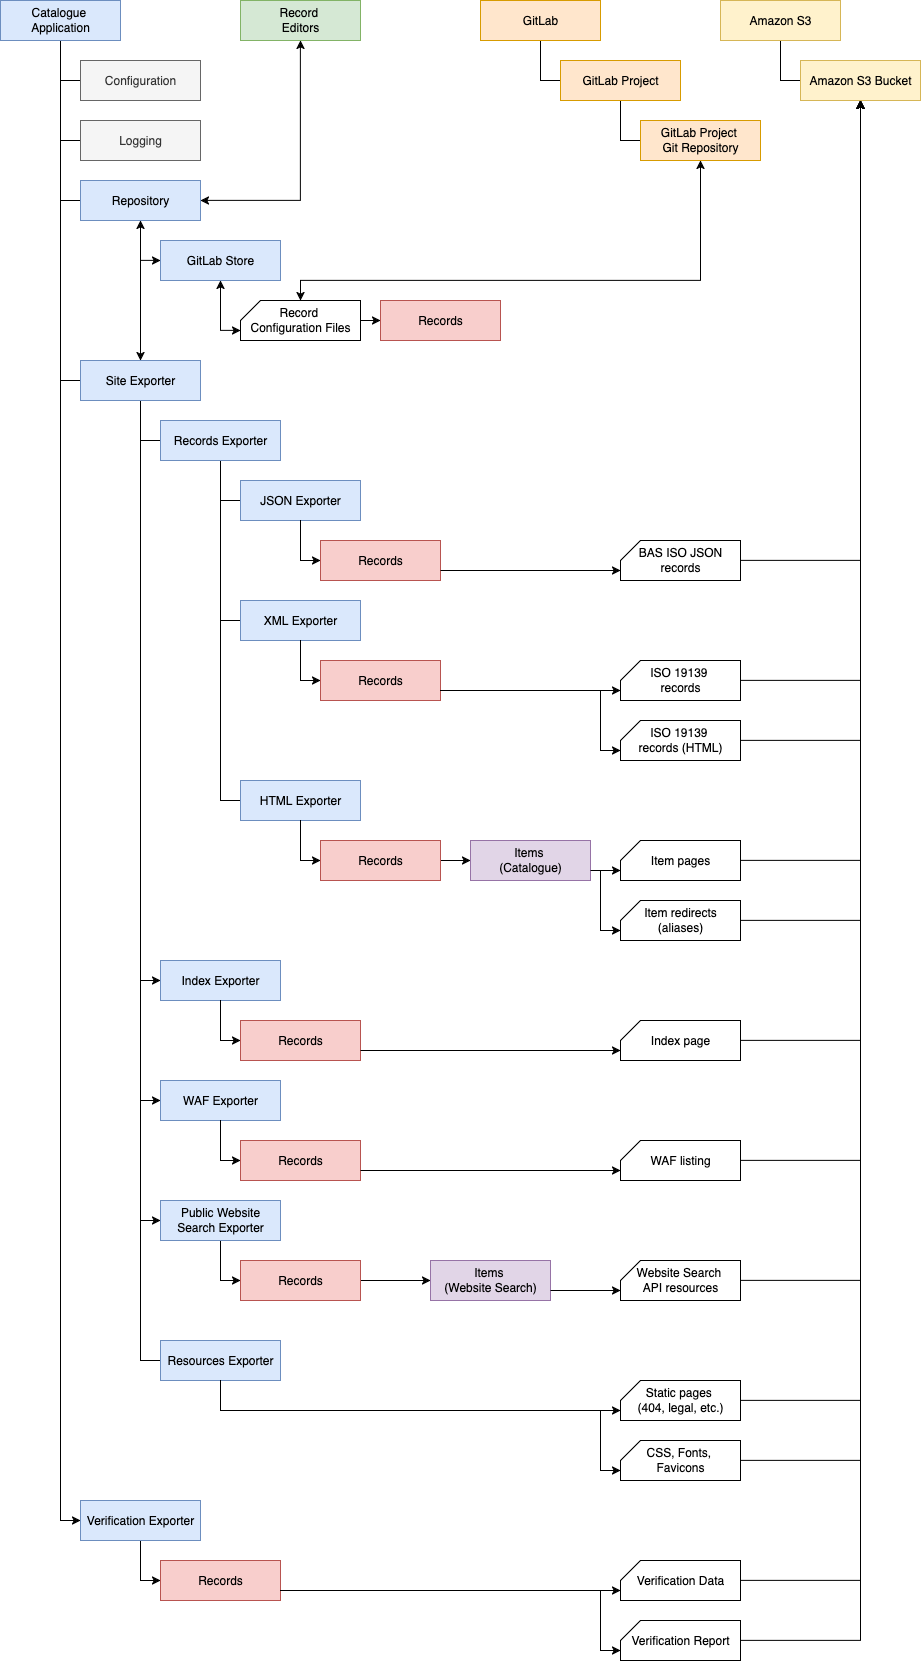 Catalogue
Application
Record
Editors
GitLab
Amazon S3
Configuration
GitLab Project
Amazon S3 Bucket
Logging
GitLab Project
Git Repository
Repository
GitLab Store
Record
Configuration Files
Records
Site Exporter
Records Exporter
JSON Exporter
Records
BAS ISO JSON
records
XML Exporter
Records
ISO 19139
records
ISO 19139
records (HTML)
HTML Exporter
Records
Items
(Catalogue)
Item pages
Item redirects
(aliases)
Index Exporter
Records
Index page
WAF Exporter
Records
WAF listing
Public Website
Search Exporter
Records
Items
(Website Search)
Website Search
API resources
Resources Exporter
Static pages
(404, legal, etc.)
CSS, Fonts,
Favicons
Verification Exporter
Records
Verification Data
Verification Report